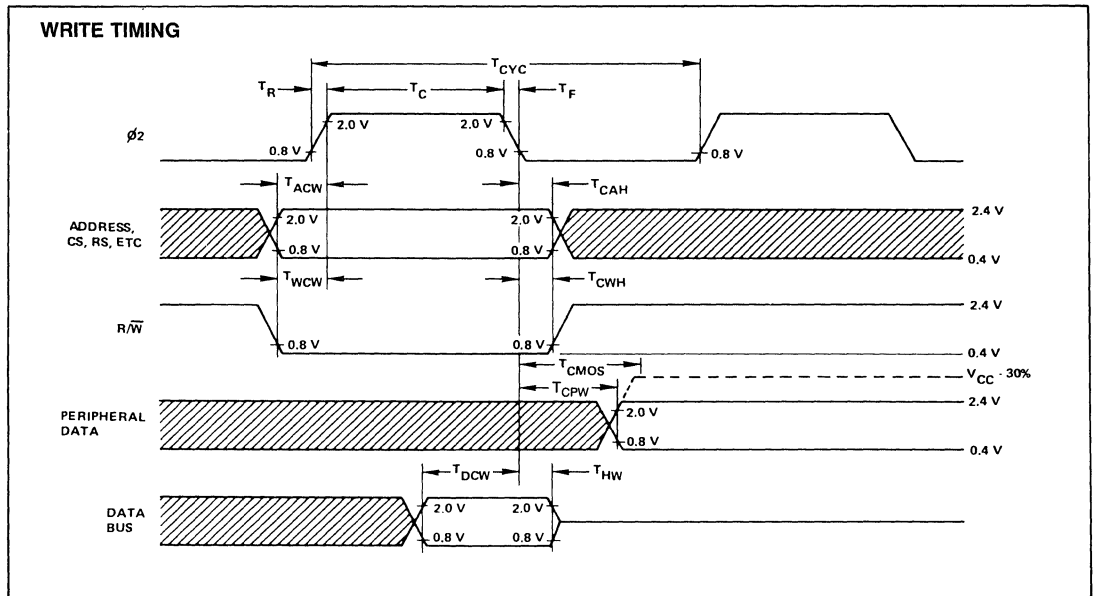 WRITE TIMING
T_CYC
T_R T_C T_F
ø2
2.0 V 2.0 V
0.8 V 0.8 V 0.8 V
T_ACW T_CAH
ADDRESS,
CS, RS, ETC
2.0 V 2.0 V 2.4 V
0.8 V 0.8 V 0.4 V
T_WCW T_CWH
R/W̅
2.4 V
0.8 V 0.8 V 0.4 V
T_CMOS
V_CC - 30%
T_CPW
PERIPHERAL
DATA
2.4 V
2.0 V
0.8 V 0.4 V
T_DCW T_HW
DATA
BUS
2.0 V 2.0 V
0.8 V 0.8 V